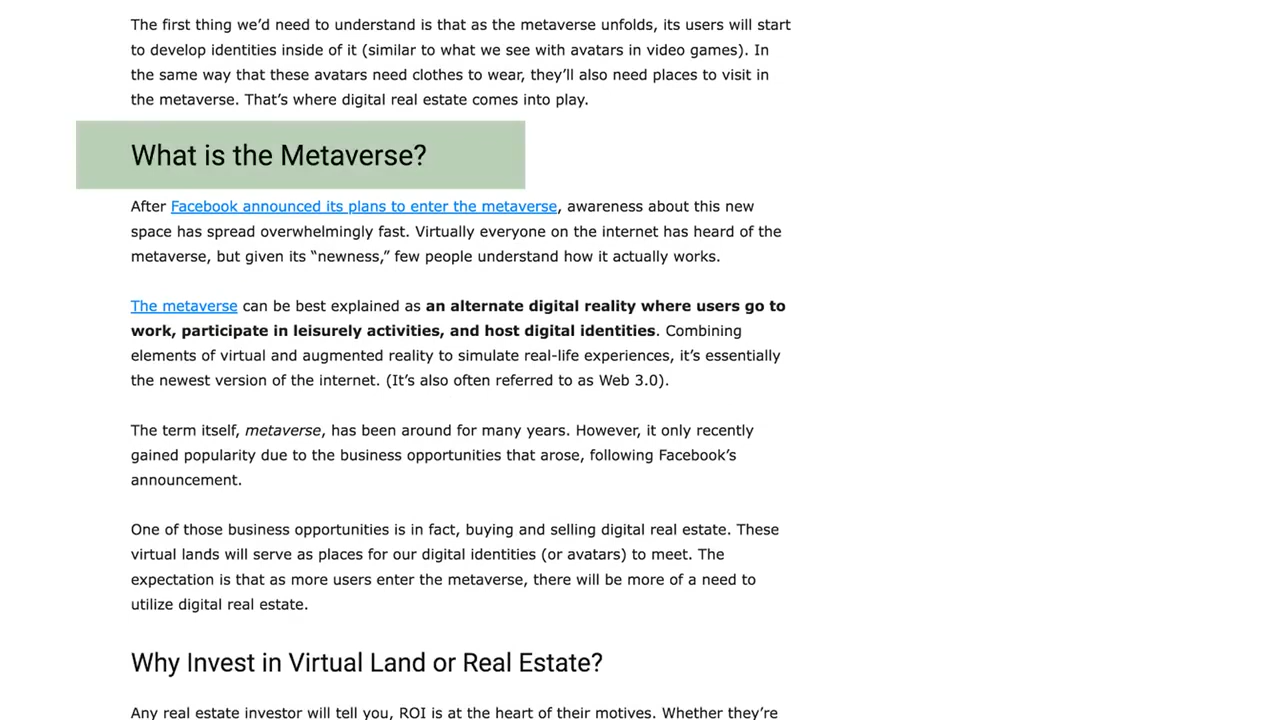 The first thing we’d need to understand is that as the metaverse unfolds, its users will start
to develop identities inside of it (similar to what we see with avatars in video games). In
the same way that these avatars need clothes to wear, they’ll also need places to visit in
the metaverse. That’s where digital real estate comes into play.
What is the Metaverse?
After Facebook announced its plans to enter the metaverse, awareness about this new
space has spread overwhelmingly fast. Virtually everyone on the internet has heard of the
metaverse, but given its “newness,” few people understand how it actually works.
The metaverse can be best explained as an alternate digital reality where users go to
work, participate in leisurely activities, and host digital identities. Combining
elements of virtual and augmented reality to simulate real-life experiences, it’s essentially
the newest version of the internet. (It’s also often referred to as Web 3.0).
The term itself, metaverse, has been around for many years. However, it only recently
gained popularity due to the business opportunities that arose, following Facebook’s
announcement.
One of those business opportunities is in fact, buying and selling digital real estate. These
virtual lands will serve as places for our digital identities (or avatars) to meet. The
expectation is that as more users enter the metaverse, there will be more of a need to
utilize digital real estate.
Why Invest in Virtual Land or Real Estate?
Any real estate investor will tell you, ROI is at the heart of their motives. Whether they’re